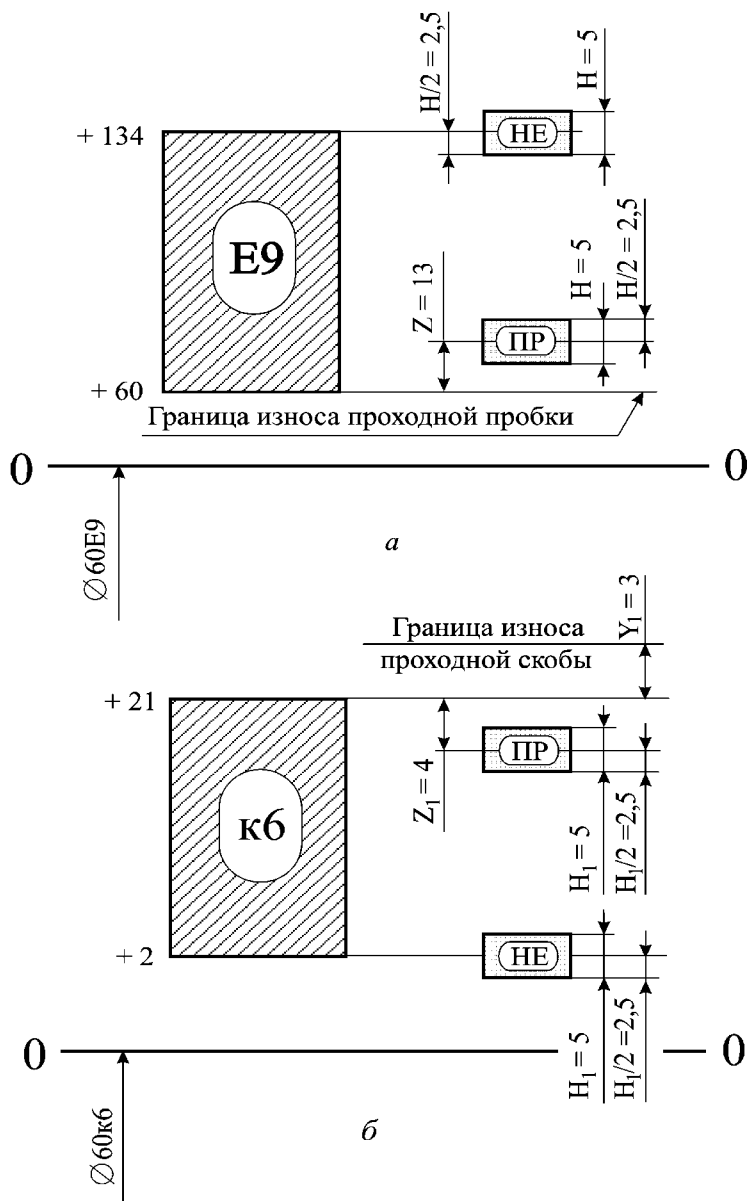 H/2 = 2,5
H = 5
+ 134
НЕ
E9
Z = 13
H = 5
H/2 = 2,5
ПР
+ 60
Граница износа проходной пробки
0
0
∅60E9
а
Граница износа
проходной скобы
Y₁ = 3
+ 21
ПР
Z₁ = 4
к6
H₁ = 5
H₁/2 =2,5
+ 2
НЕ
H₁ = 5
H₁/2 =2,5
0
0
∅60к6
б